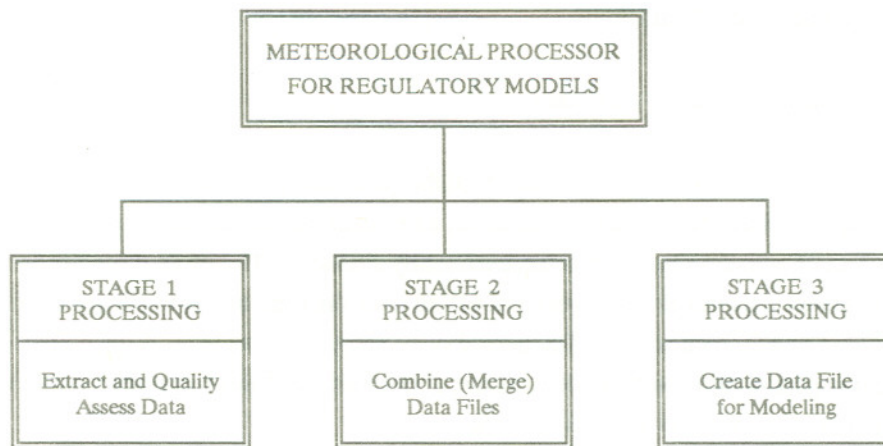 METEOROLOGICAL PROCESSOR
FOR REGULATORY MODELS
STAGE 1
PROCESSING
Extract and Quality
Assess Data
STAGE 2
PROCESSING
Combine (Merge)
Data Files
STAGE 3
PROCESSING
Create Data File
for Modeling